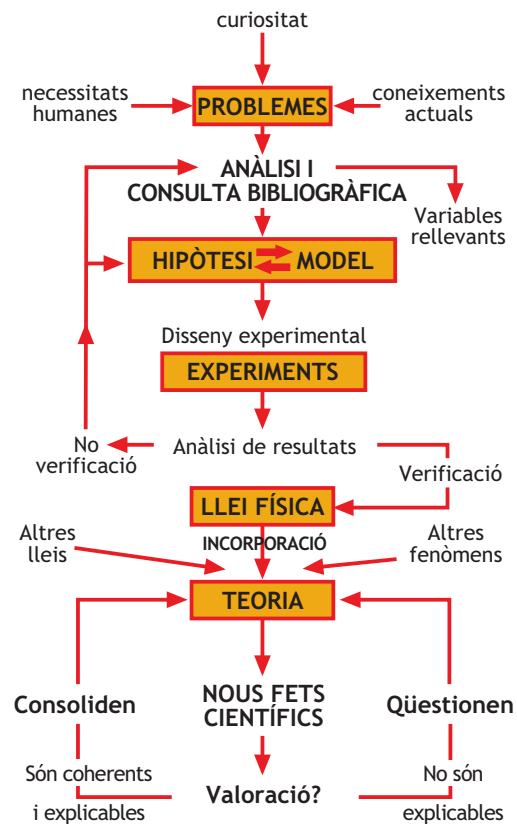 curiositat
necessitats
humanes
PROBLEMES
coneixements
actuals
ANÀLISI I
CONSULTA BIBLIOGRÀFICA
Variables
rellevants
HIPÒTESI MODEL
Disseny experimental
EXPERIMENTS
No
verificació
Anàlisi de resultats
Verificació
LLEI FÍSICA
Altres
lleis
INCORPORACIÓ
Altres
fenòmens
TEORIA
Consoliden
NOUS FETS
CIENTÍFICS
Qüestionen
Són coherents
i explicables
Valoració?
No són
explicables